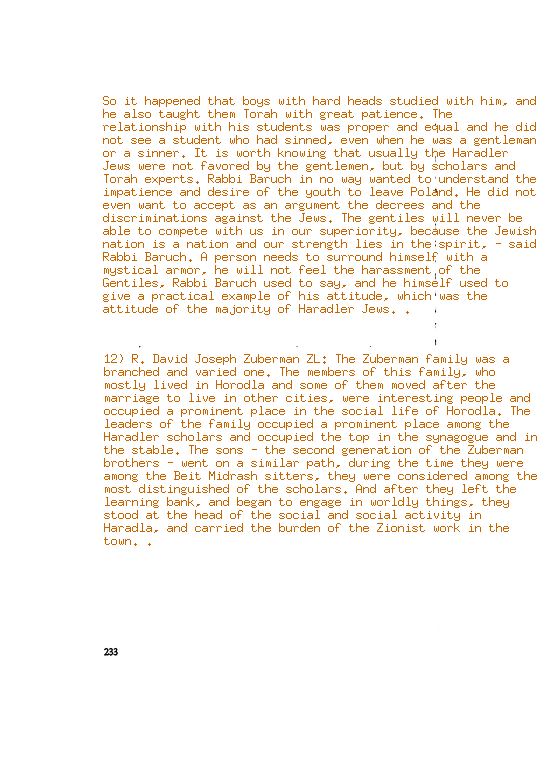 So it happened that boys with hard heads studied with him, and
he also taught them Torah with great patience. The
relationship with his students was proper and equal and he did
not see a student who had sinned, even when he was a gentleman
or a sinner. It is worth knowing that usually the Haradler
Jews were not favored by the gentlemen, but by scholars and
Torah experts. Rabbi Baruch in no way wanted to understand the
impatience and desire of the youth to leave Poland. He did not
even want to accept as an argument the decrees and the
discriminations against the Jews. The gentiles will never be
able to compete with us in our superiority, because the Jewish
nation is a nation and our strength lies in the spirit, - said
Rabbi Baruch. A person needs to surround himself with a
mystical armor, he will not feel the harassment of the
Gentiles, Rabbi Baruch used to say, and he himself used to
give a practical example of his attitude, which was the
attitude of the majority of Haradler Jews. .
12) R. David Joseph Zuberman ZL: The Zuberman family was a
branched and varied one. The members of this family, who
mostly lived in Horodla and some of them moved after the
marriage to live in other cities, were interesting people and
occupied a prominent place in the social life of Horodla. The
leaders of the family occupied a prominent place among the
Haradler scholars and occupied the top in the synagogue and in
the stable. The sons - the second generation of the Zuberman
brothers - went on a similar path, during the time they were
among the Beit Midrash sitters, they were considered among the
most distinguished of the scholars. And after they left the
learning bank, and began to engage in worldly things, they
stood at the head of the social and social activity in
Haradla, and carried the burden of the Zionist work in the
town. .
233